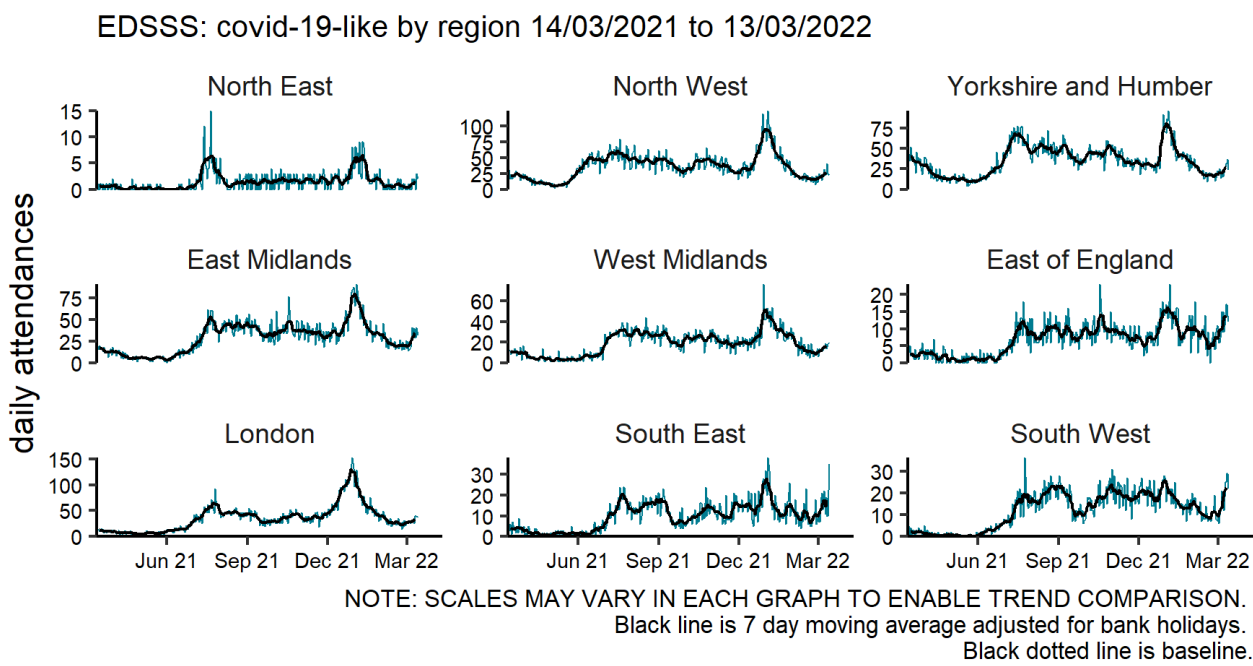 EDSSS: covid-19-like by region 14/03/2021 to 13/03/2022
daily attendances
North East
15
10
5
0
North West
100
75
50
25
0
Yorkshire and Humber
75
50
25
0
East Midlands
75
50
25
0
West Midlands
60
40
20
0
East of England
20
15
10
5
0
London
150
100
50
0
Jun 21 Sep 21 Dec 21 Mar 22
South East
30
20
10
0
Jun 21 Sep 21 Dec 21 Mar 22
South West
30
20
10
0
Jun 21 Sep 21 Dec 21 Mar 22
NOTE: SCALES MAY VARY IN EACH GRAPH TO ENABLE TREND COMPARISON.
Black line is 7 day moving average adjusted for bank holidays.
Black dotted line is baseline.